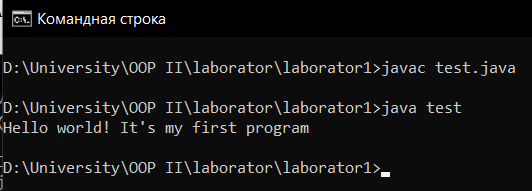 Командная строка
D:\University\OOP II\laborator\laborator1>javac test.java
D:\University\OOP II\laborator\laborator1>java test
Hello world! It's my first program
D:\University\OOP II\laborator\laborator1>